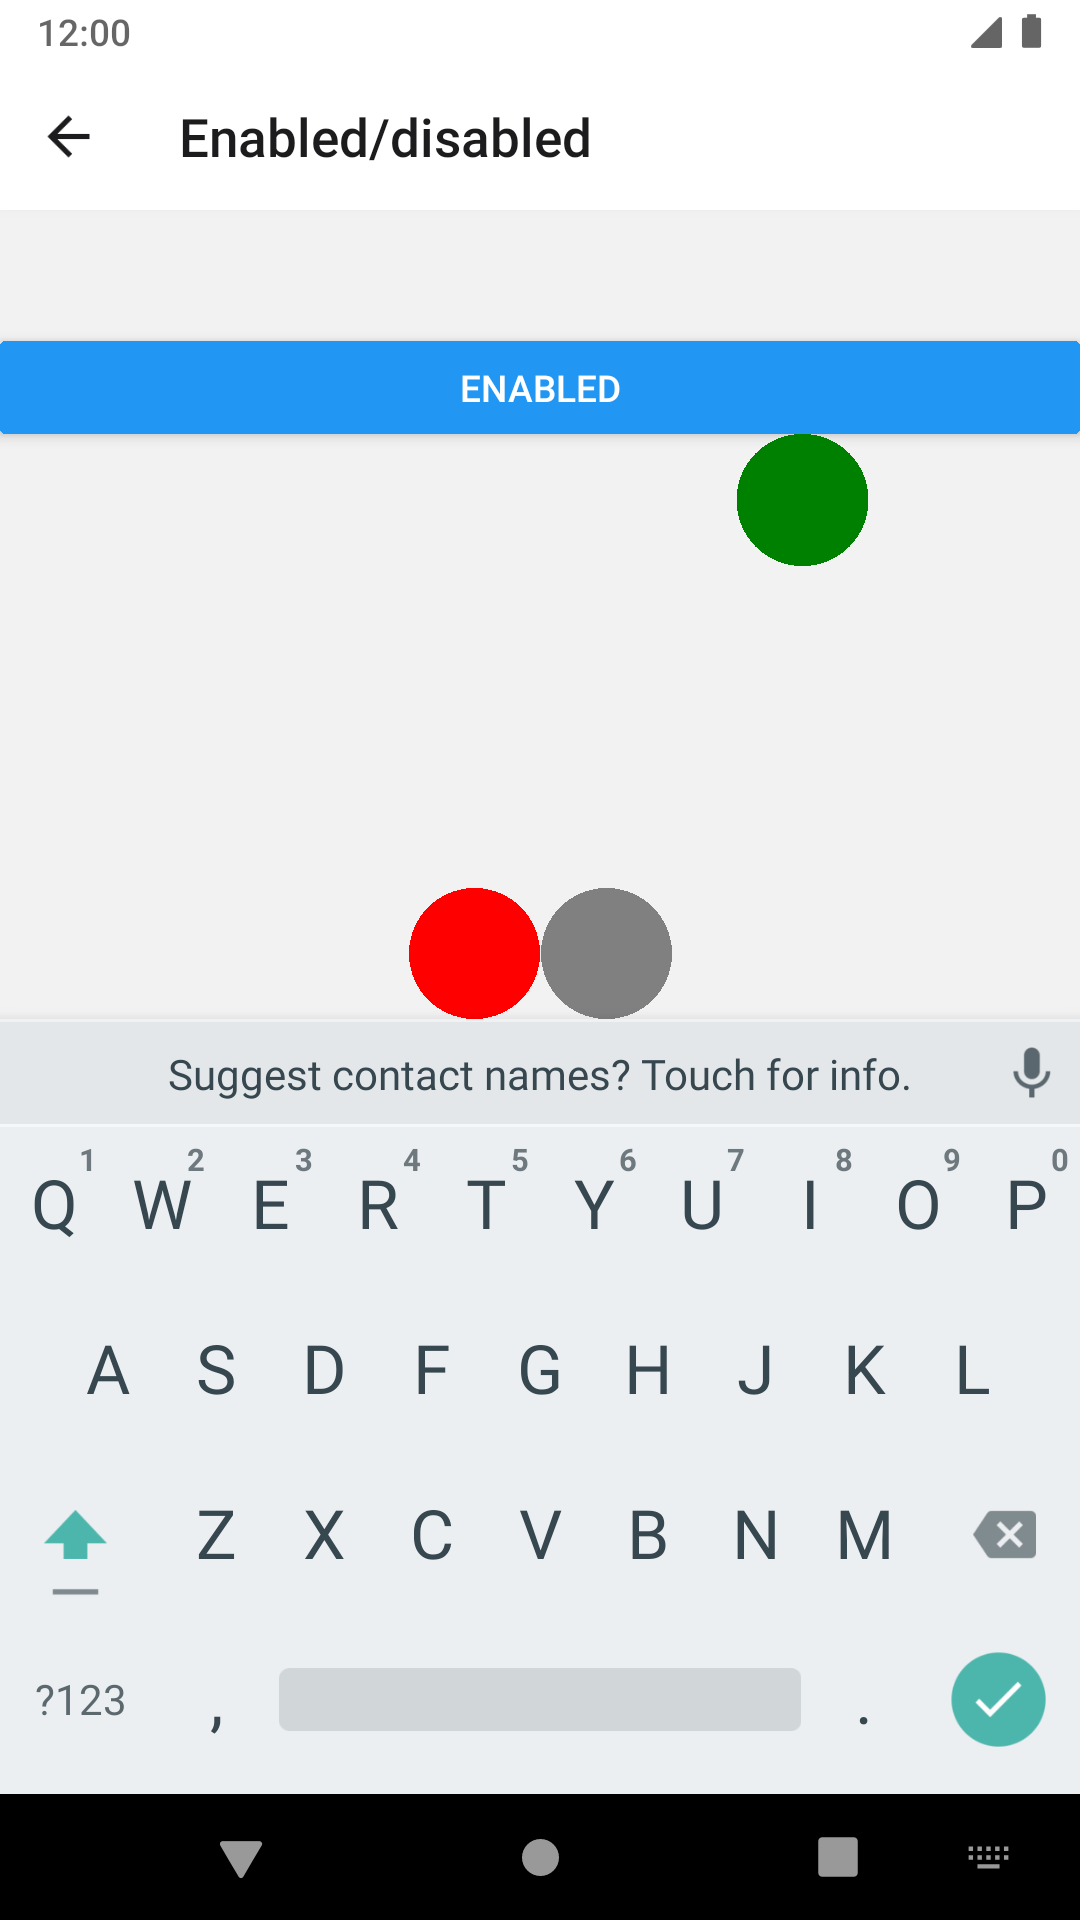 12:00
Enabled/disabled
ENABLED
Suggest contact names? Touch for info.
1 2 3 4 5 6 7 8 9 0
Q W E R T Y U I O P
A S D F G H J K L
Z X C V B N M
?123 , .